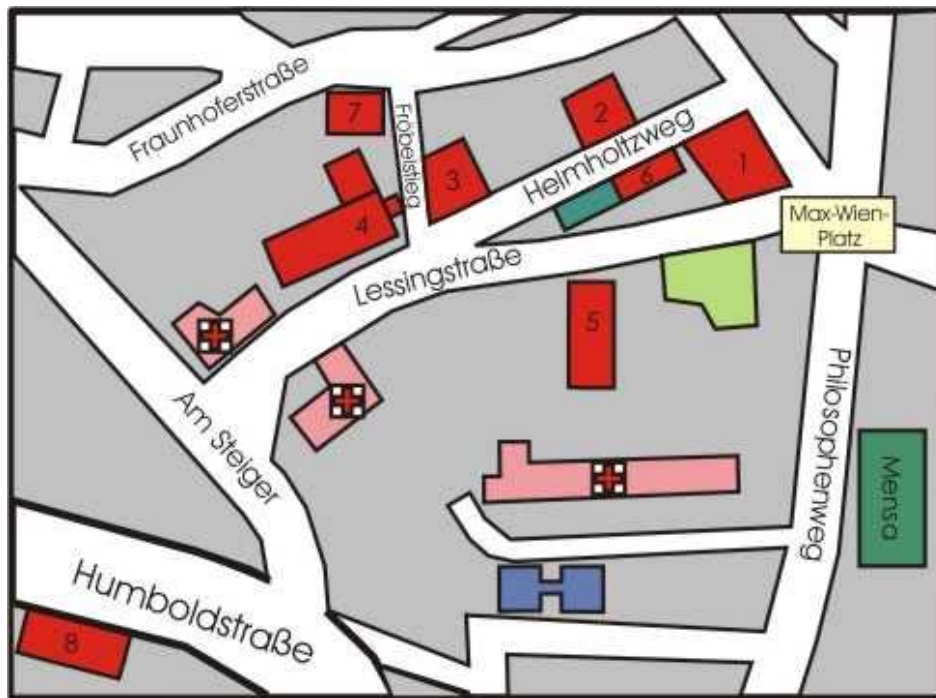 Fraunhoferstraße
7
Fröbelstieg
2
Helmholtzweg
1
3
6
4
Max-Wien-
Platz
Lessingstraße
5
Philosophenweg
Am Steiger
Mensa
Humboldstraße
8